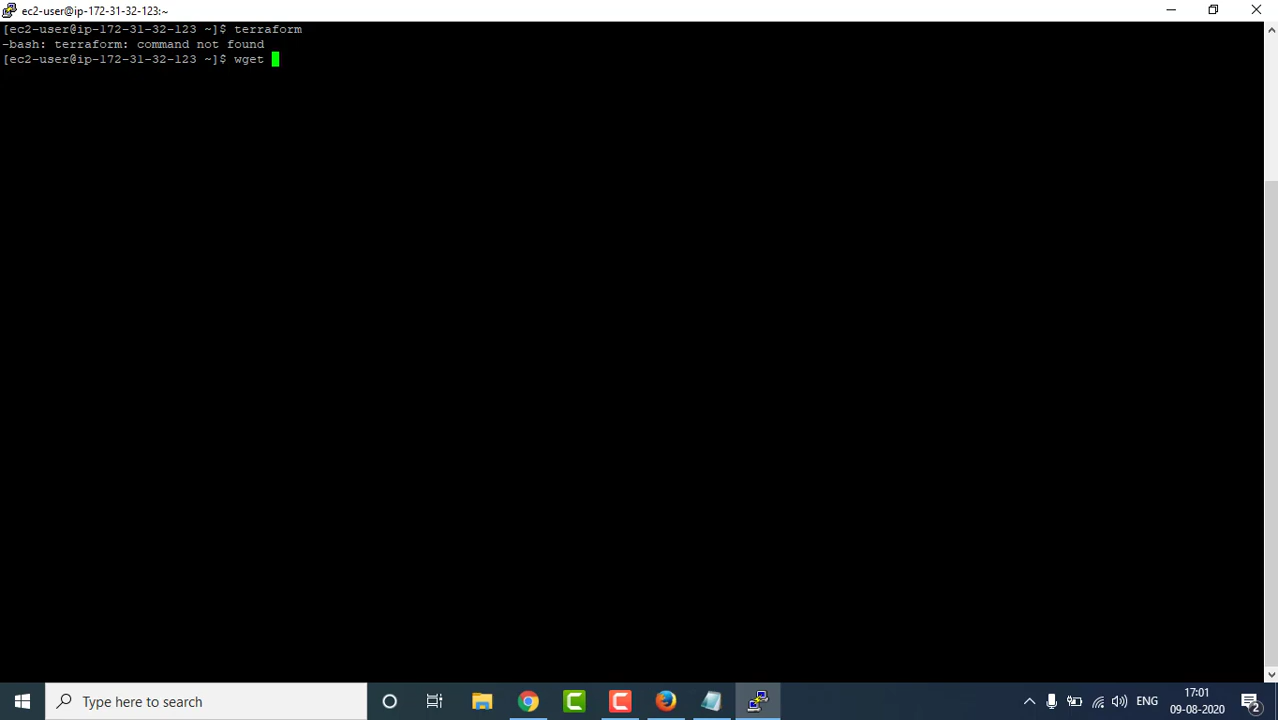 ec2-user@ip-172-31-32-123:~
[ec2-user@ip-172-31-32-123 ~]$ terraform
-bash: terraform: command not found
[ec2-user@ip-172-31-32-123 ~]$ wget
Type here to search
ENG
17:01
09-08-2020
2